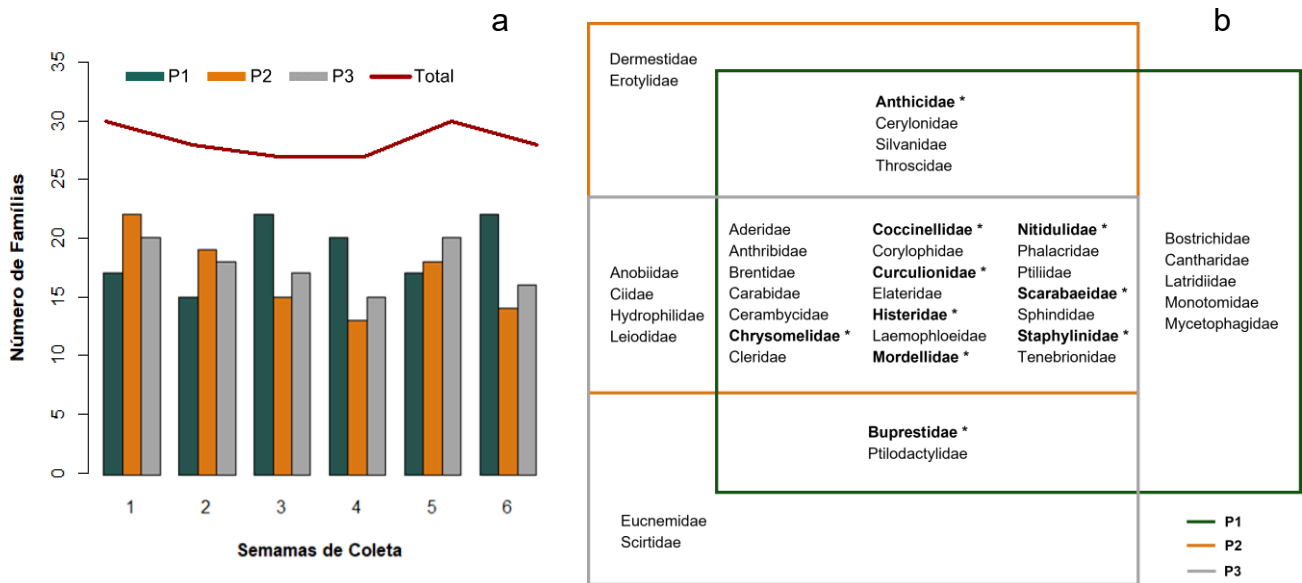 a
P1 P2 P3 Total
35
30
25
20
15
10
5
0
Número de Famílias
1 2 3 4 5 6
Semamas de Coleta
b
Dermestidae
Erotylidae
Anthicidae *
Cerylonidae
Silvanidae
Throscidae
Anobiidae
Ciidae
Hydrophilidae
Leiodidae
Aderidae
Anthribidae
Brentidae
Carabidae
Cerambycidae
Chrysomelidae *
Cleridae
Coccinellidae *
Corylophidae
Curculionidae *
Elateridae
Histeridae *
Laemophloeidae
Mordellidae *
Nitidulidae *
Phalacridae
Ptiliidae
Scarabaeidae *
Sphindidae
Staphylinidae *
Tenebrionidae
Bostrichidae
Cantharidae
Latridiidae
Monotomidae
Mycetophagidae
Buprestidae *
Ptilodactylidae
Eucnemidae
Scirtidae
P1
P2
P3